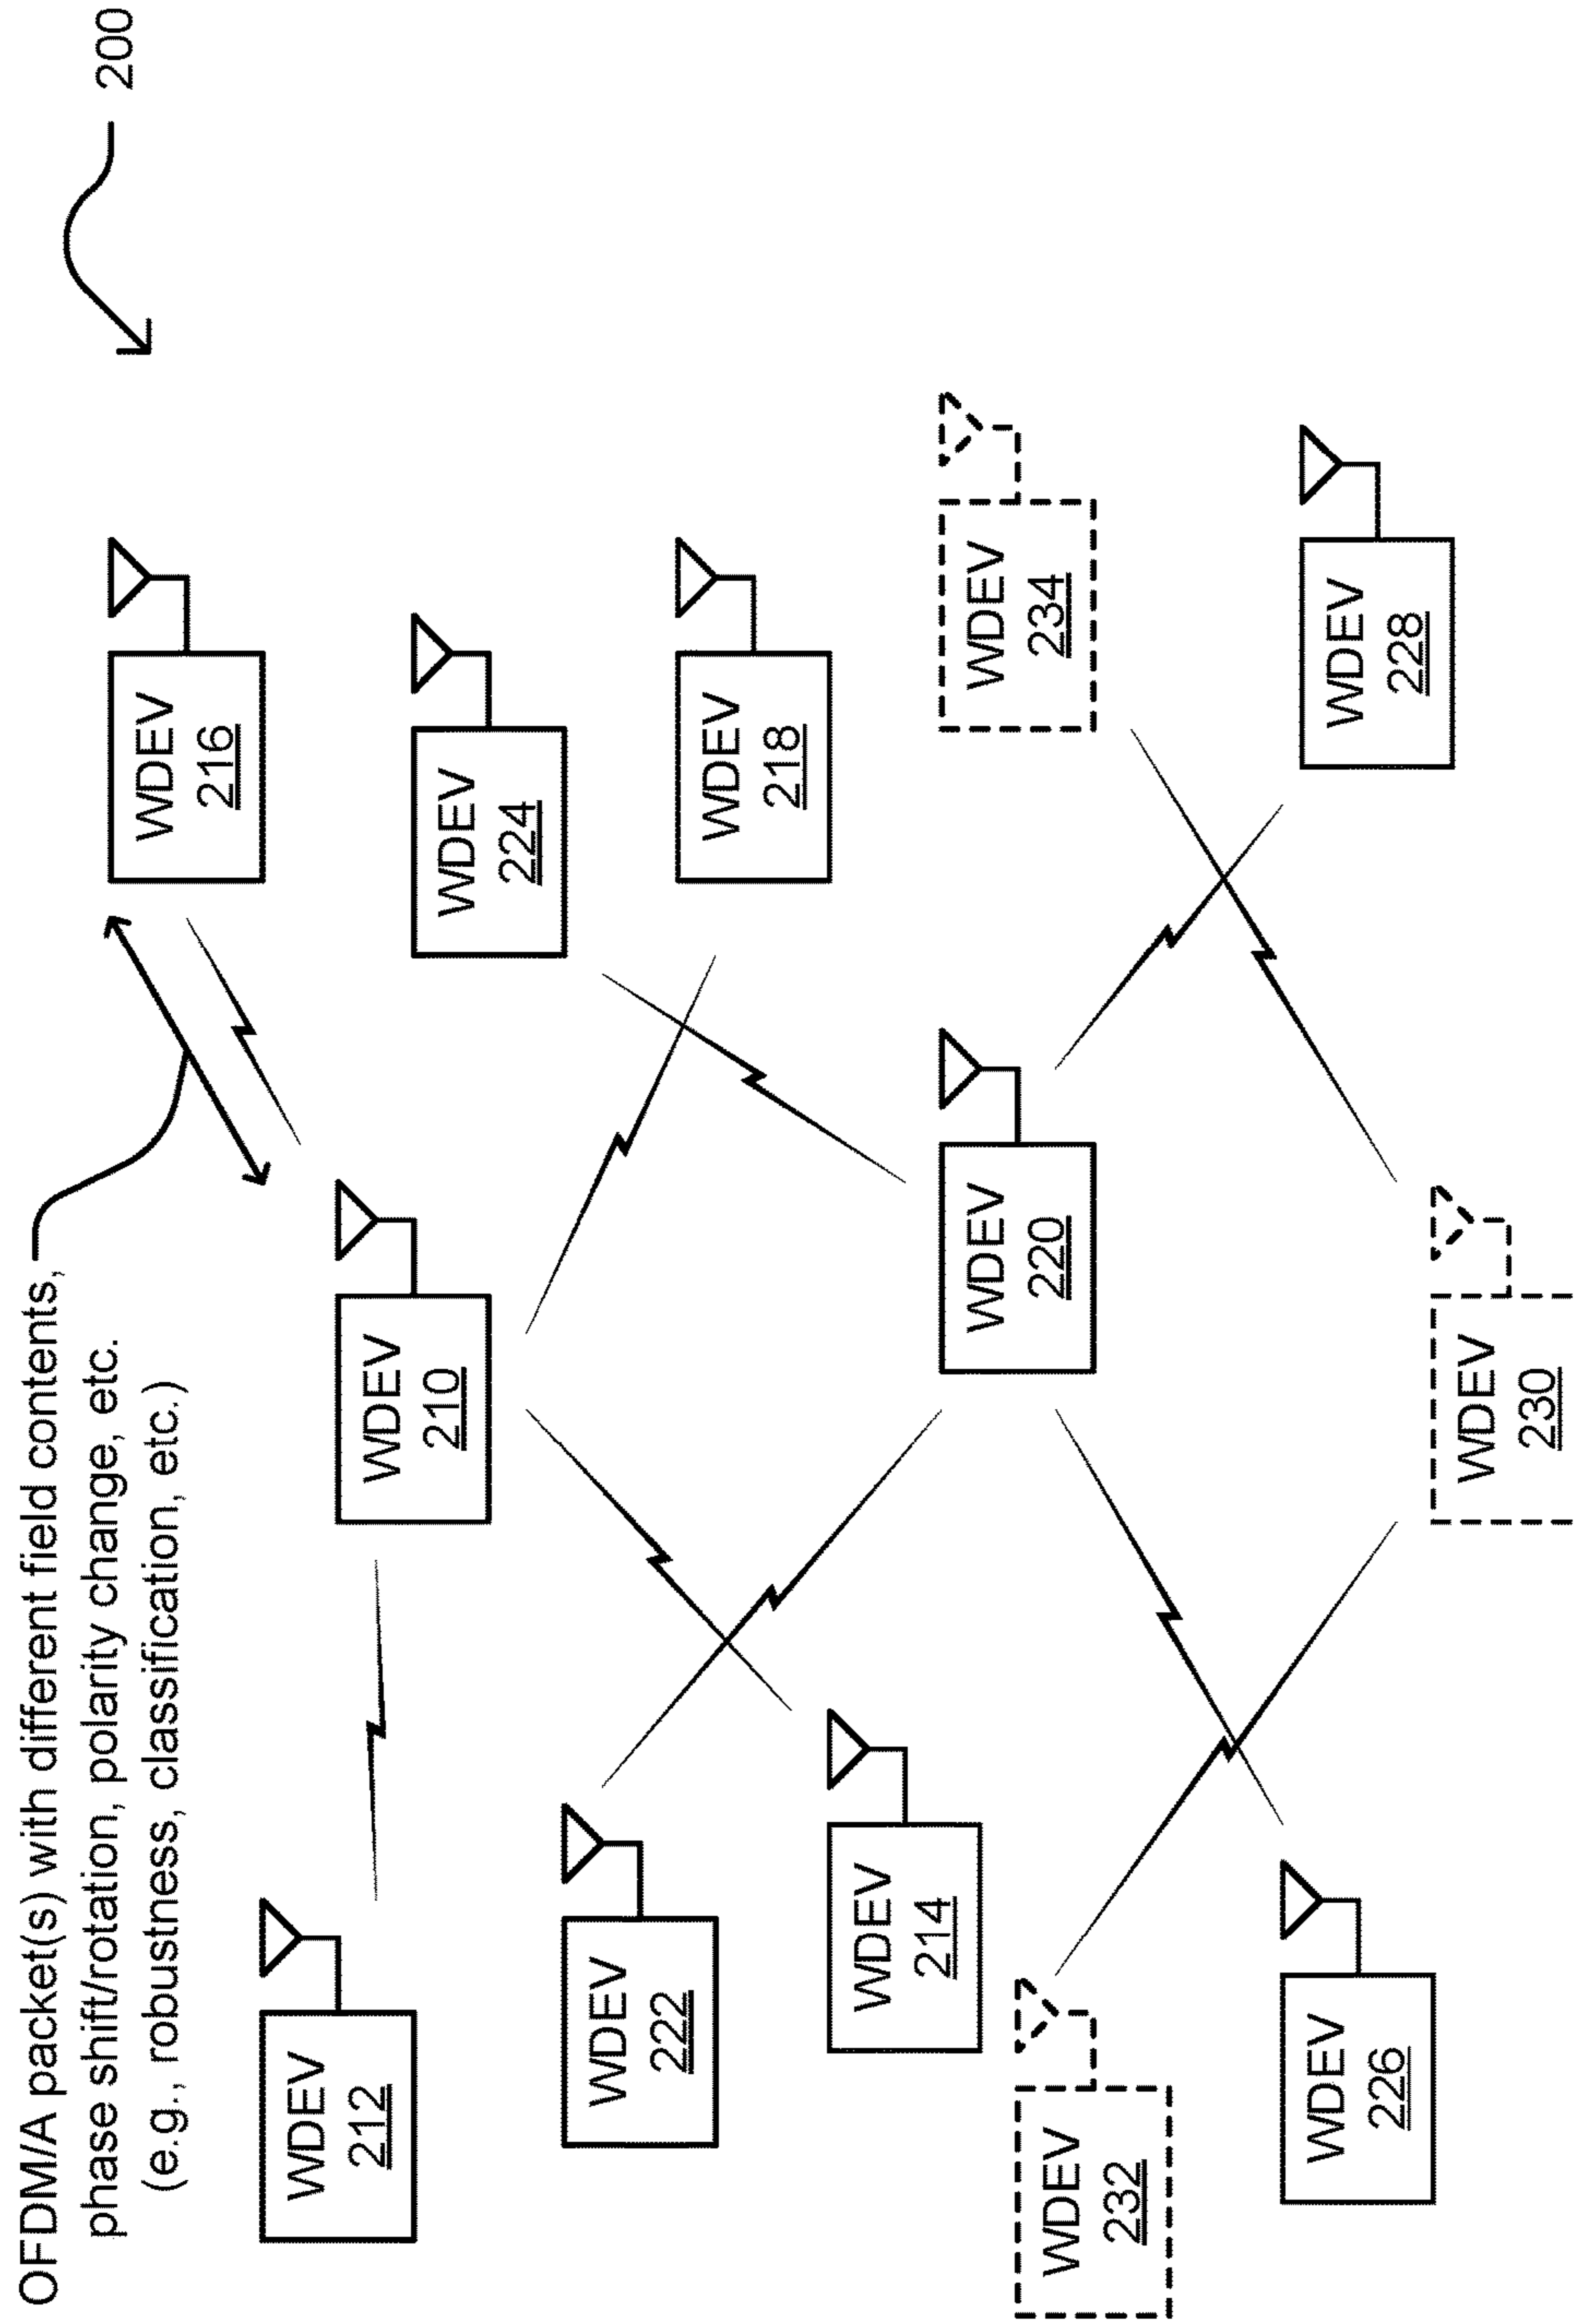 OFDM/A packet(s) with different field contents,
phase shift/rotation, polarity change, etc.
(e.g., robustness, classification, etc.)
200
WDEV
212
WDEV
210
WDEV
216
WDEV
222
WDEV
224
WDEV
214
WDEV
218
WDEV
232
WDEV
220
WDEV
234
WDEV
226
WDEV
228
WDEV
230